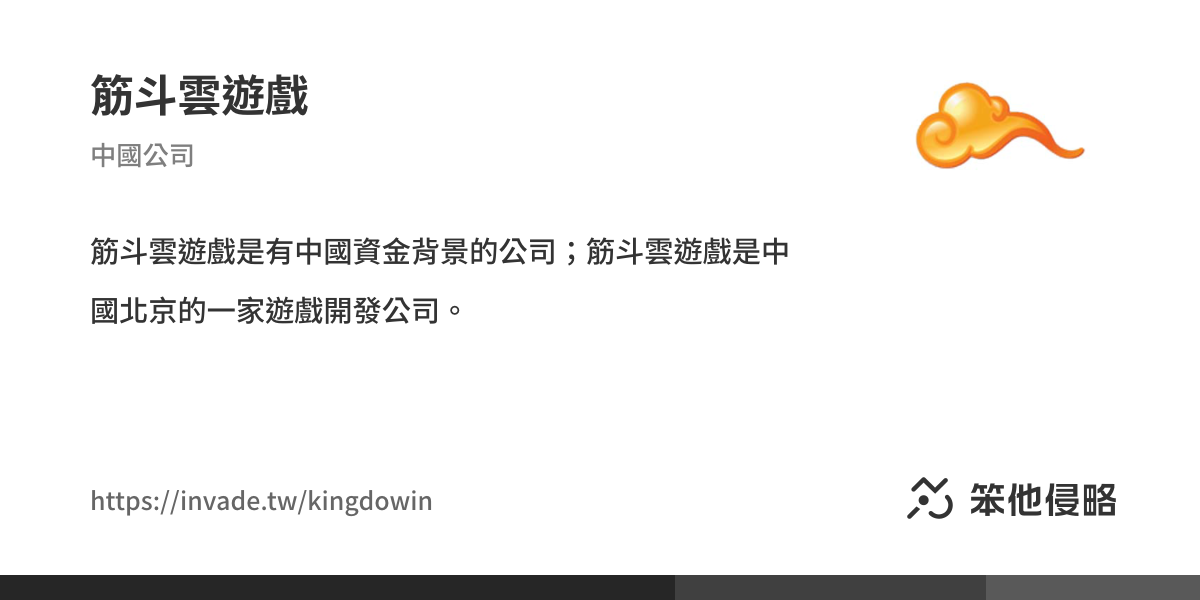 筋斗雲遊戲
中國公司
筋斗雲遊戲是有中國資金背景的公司；筋斗雲遊戲是中
國北京的一家遊戲開發公司。
https://invade.tw/kingdowin
笨他侵略